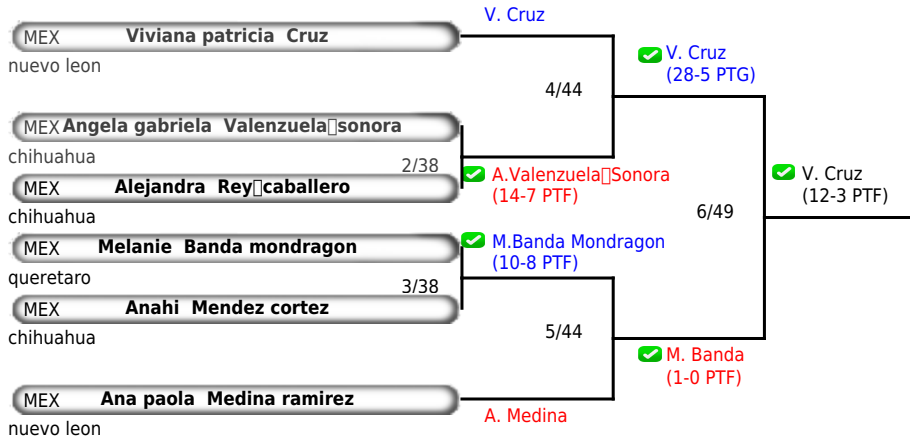 V. Cruz
MEX Viviana patricia Cruz
nuevo leon
V. Cruz
(28-5 PTG)
4/44
MEX Angela gabriela Valenzuela▯sonora
chihuahua
2/38
MEX Alejandra Rey▯caballero
chihuahua
A.Valenzuela▯Sonora
(14-7 PTF)
V. Cruz
(12-3 PTF)
6/49
MEX Melanie Banda mondragon
queretaro
M.Banda Mondragon
(10-8 PTF)
3/38
MEX Anahi Mendez cortez
chihuahua
5/44
M. Banda
(1-0 PTF)
MEX Ana paola Medina ramirez
nuevo leon
A. Medina